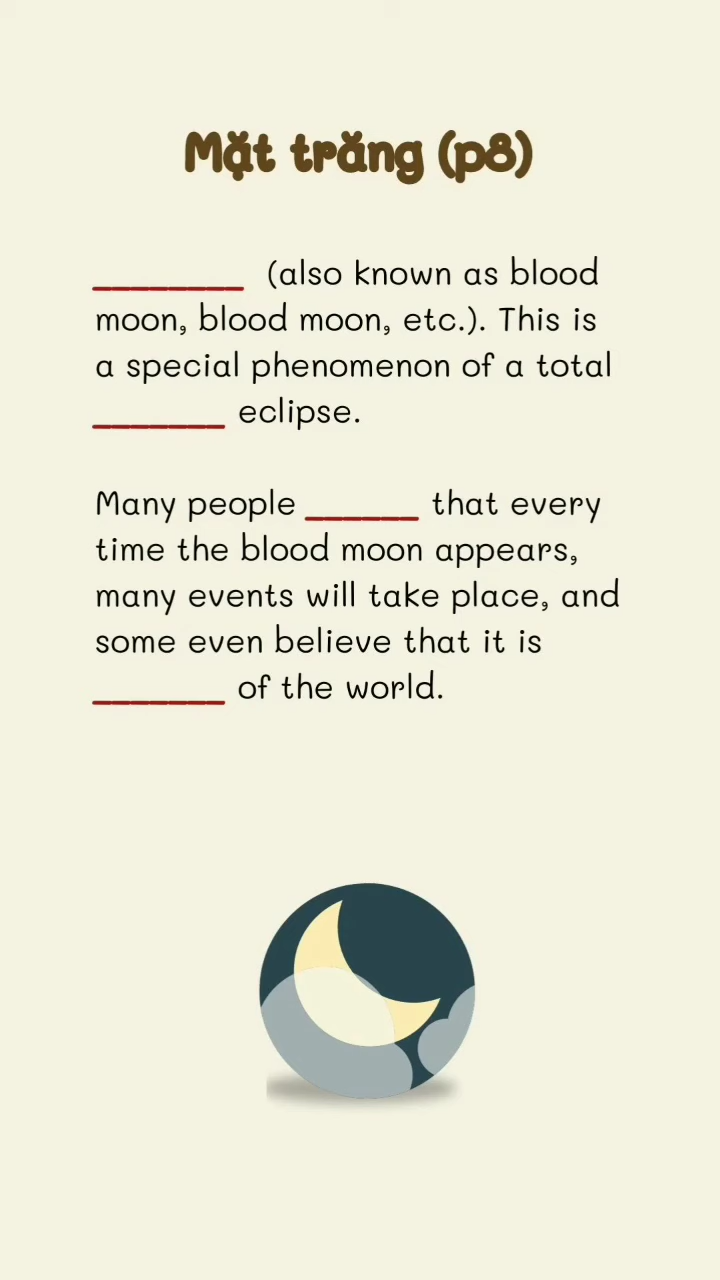 Mặt trăng (p8)
________ (also known as blood
moon, blood moon, etc.). This is
a special phenomenon of a total
_______ eclipse.
Many people ______ that every
time the blood moon appears,
many events will take place, and
some even believe that it is
_______ of the world.